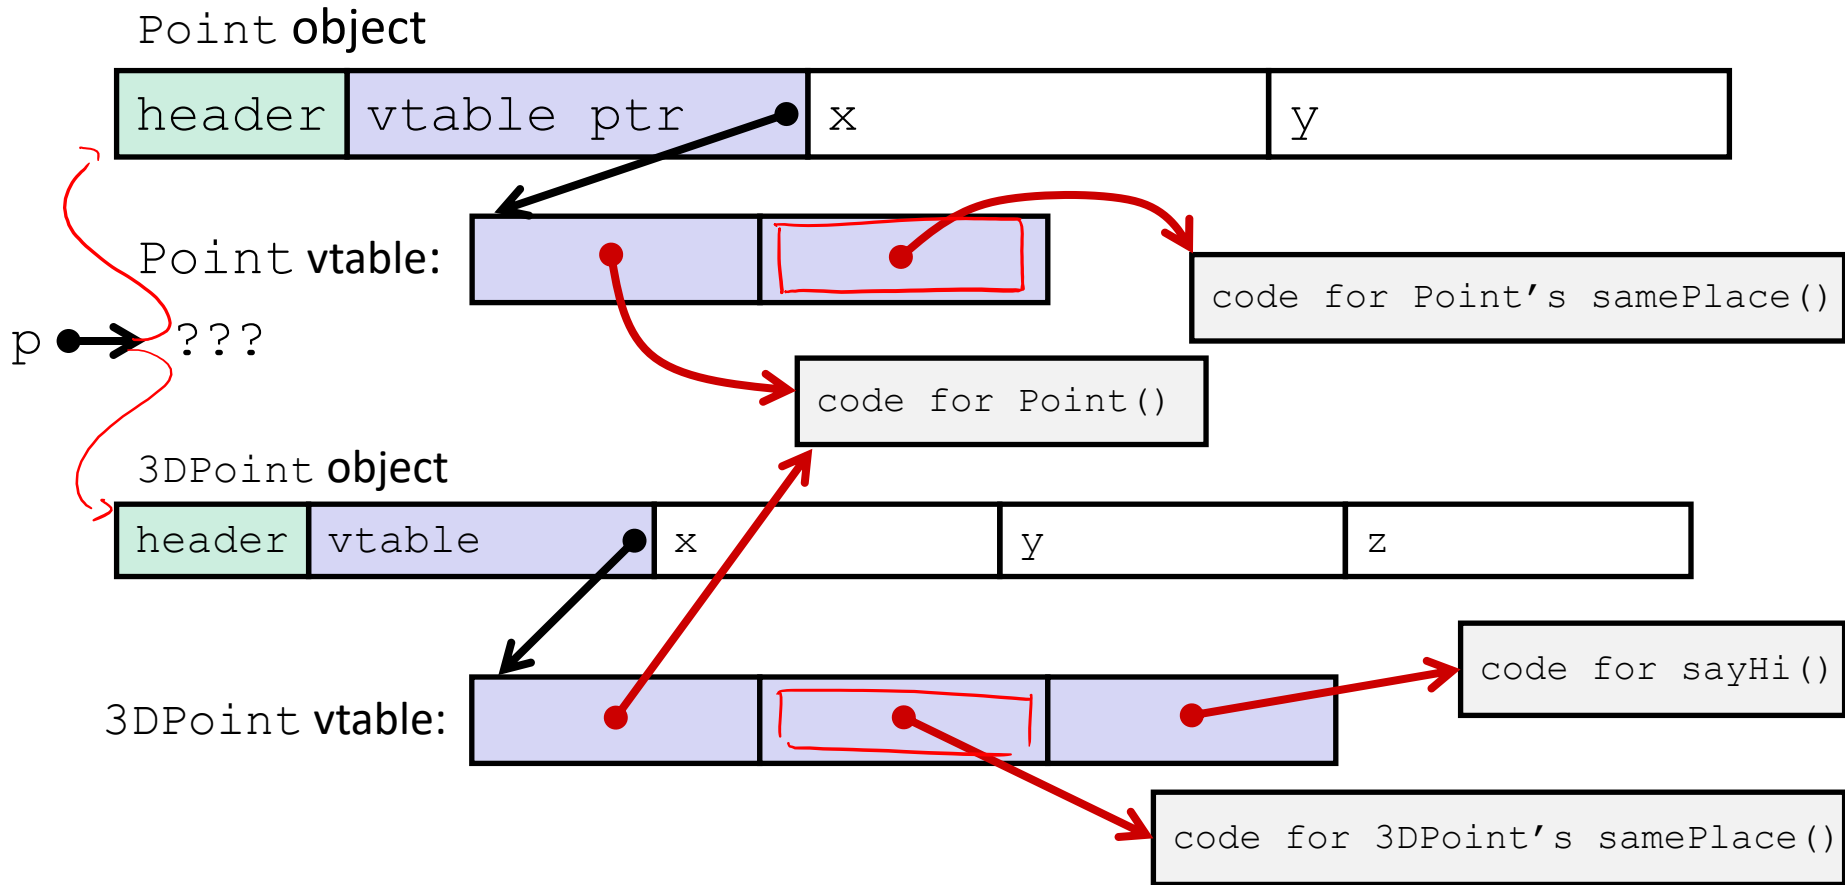 Point object
header vtable ptr x y
Point vtable:
code for Point’s samePlace()
p ???
code for Point()
3DPoint object
header vtable x y z
code for sayHi()
3DPoint vtable:
code for 3DPoint’s samePlace()